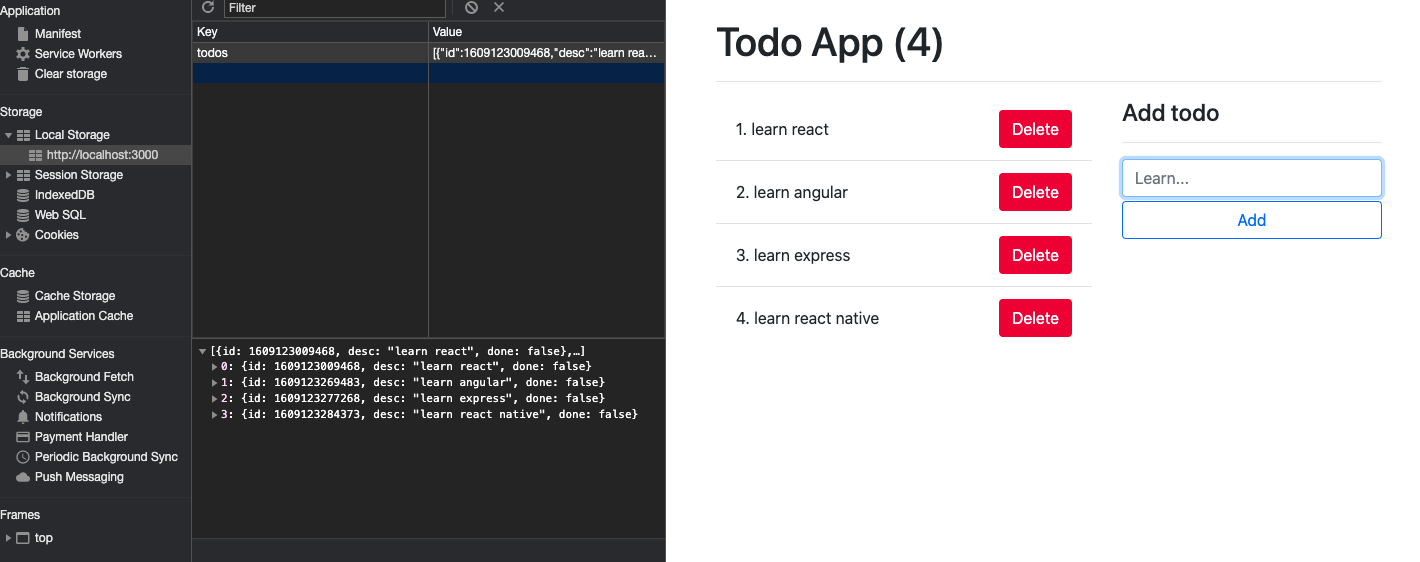 Application
Manifest
Service Workers
Clear storage
Storage
Local Storage
http://localhost:3000
Session Storage
IndexedDB
Web SQL
Cookies
Cache
Cache Storage
Application Cache
Background Services
Background Fetch
Background Sync
Notifications
Payment Handler
Periodic Background Sync
Push Messaging
Frames
top
Filter
Key Value
todos [{"id":1609123009468,"desc":"learn rea…
[{id: 1609123009468, desc: "learn react", done: false},…]
0: {id: 1609123009468, desc: "learn react", done: false}
1: {id: 1609123269483, desc: "learn angular", done: false}
2: {id: 1609123277268, desc: "learn express", done: false}
3: {id: 1609123284373, desc: "learn react native", done: false}
Todo App (4)
1. learn react Delete
2. learn angular Delete
3. learn express Delete
4. learn react native Delete
Add todo
Learn...
Add